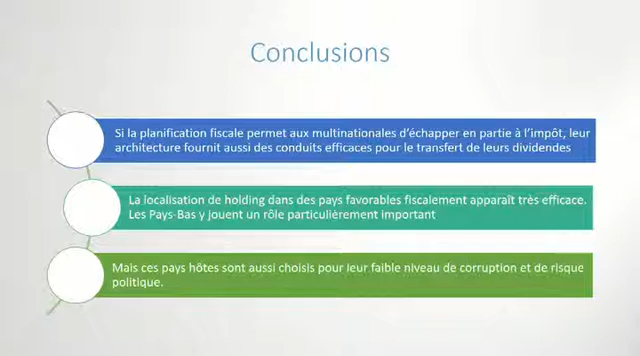 Conclusions
Si la planification fiscale permet aux multinationales d'échapper en partie à l'impôt, leur
architecture fournit aussi des conduits efficaces pour le transfert de leurs dividendes
La localisation de holding dans des pays favorables fiscalement apparaît très efficace.
Les Pays-Bas y jouent un rôle particulièrement important
Mais ces pays hôtes sont aussi choisis pour leur faible niveau de corruption et de risque
politique.